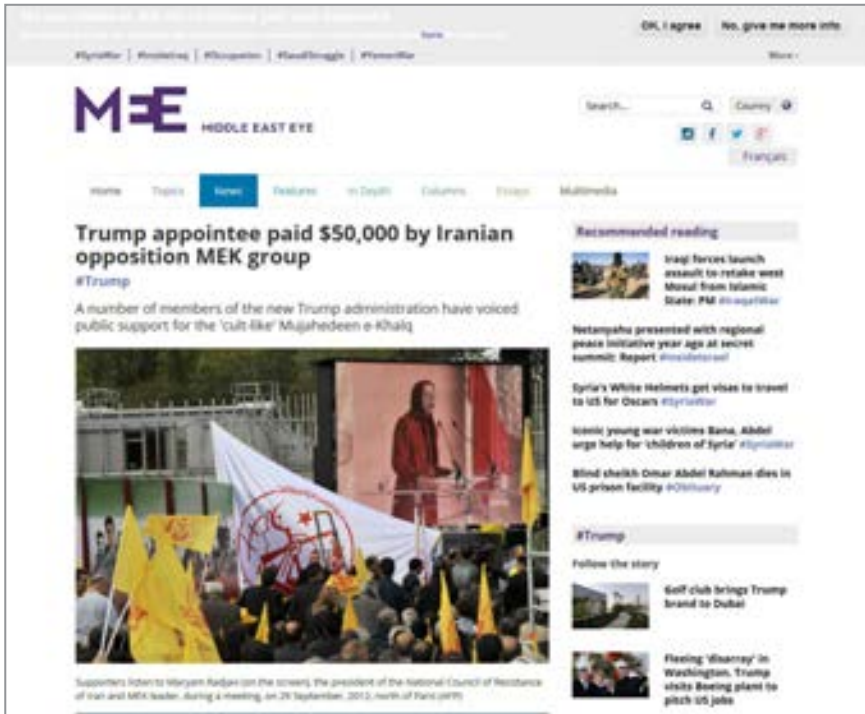 here
OK, I agree
No, give me more info
#SyriaWar | #InsideIraq | #Occupation | #SaudiStruggle | #YemenWar
More
MEE
MIDDLE EAST EYE
Search...
Country
Français
Home
Topics
News
Features
In Depth
Columns
Essays
Multimedia
Trump appointee paid $50,000 by Iranian
opposition MEK group
#Trump
A number of members of the new Trump administration have voiced
public support for the 'cult-like' Mujahedeen e-Khalq
Supporters listen to Maryam Radjavi (on the screen), the president of the National Council of Resistance
of Iran and MEK leader, during a meeting, on 29 September, 2012, north of Paris (AFP)
Recommended reading
Iraqi forces launch
assault to retake west
Mosul from Islamic
State: PM #IraqatWar
Netanyahu presented with regional
peace initiative year ago at secret
summit: Report #InsideIsrael
Syria's White Helmets get visas to travel
to US for Oscars #SyriaWar
Iconic young war victims Bana, Abdel
urge help for 'children of Syria' #SyriaWar
Blind sheikh Omar Abdel Rahman dies in
US prison facility #Obituary
#Trump
Follow the story
Golf club brings Trump
brand to Dubai
Fleeing 'disarray' in
Washington, Trump
visits Boeing plant to
pitch US jobs